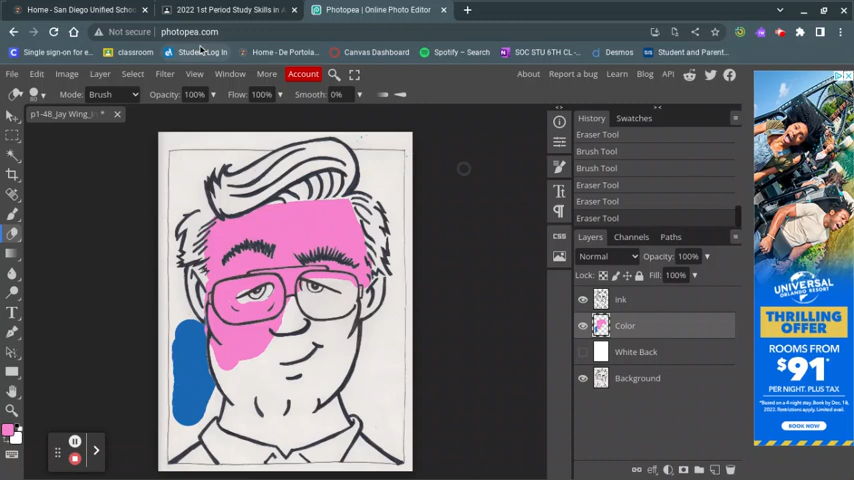 Home - San Diego Unified Schoo
2022 1st Period Study Skills in A
Photopea | Online Photo Editor
Not secure
photopea.com
Single sign-on for e
classroom
Student Log In
Home - De Portola...
Canvas Dashboard
Spotify – Search
SOC STU 6TH CL -...
Desmos
Student and Parent...
File Edit Image Layer Select Filter View Window More Account
About Report a bug Learn Blog API
80
Mode: Brush Opacity: 100% Flow: 100% Smooth: 0%
p1-48_Jay Wing_ *
History Swatches
Eraser Tool
Brush Tool
Brush Tool
Eraser Tool
Eraser Tool
Eraser Tool
CSS
Layers Channels Paths
Normal Opacity: 100%
Lock: Fill: 100%
Ink
Color
White Back
Background
eff
UNIVERSAL
ORLANDO RESORT
THRILLING
OFFER
ROOMS FROM
$91*
PER NIGHT, PLUS TAX
BOOK NOW